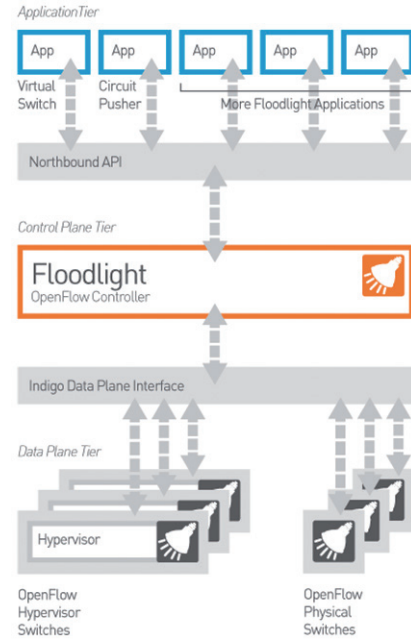 ApplicationTier
App App App App App
Virtual
Switch
Circuit
Pusher
More Floodlight Applications
Northbound API
Control Plane Tier
Floodlight
OpenFlow Controller
Indigo Data Plane Interface
Data Plane Tier
Hypervisor
OpenFlow
Hypervisor
Switches
OpenFlow
Physical
Switches